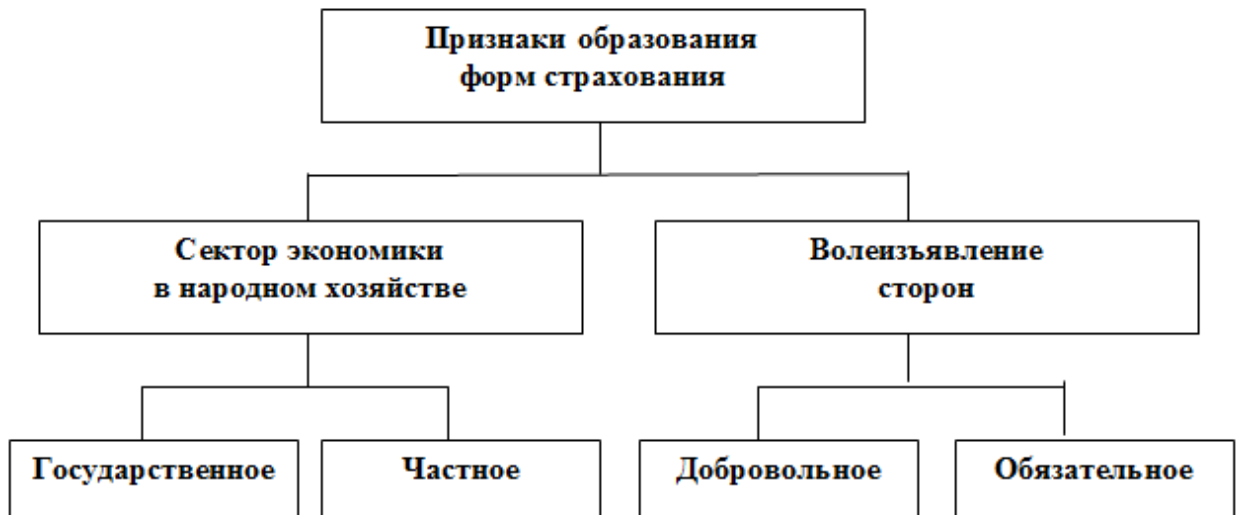 Признаки образования
форм страхования
Сектор экономики
в народном хозяйстве
Волеизъявление
сторон
Государственное
Частное
Добровольное
Обязательное